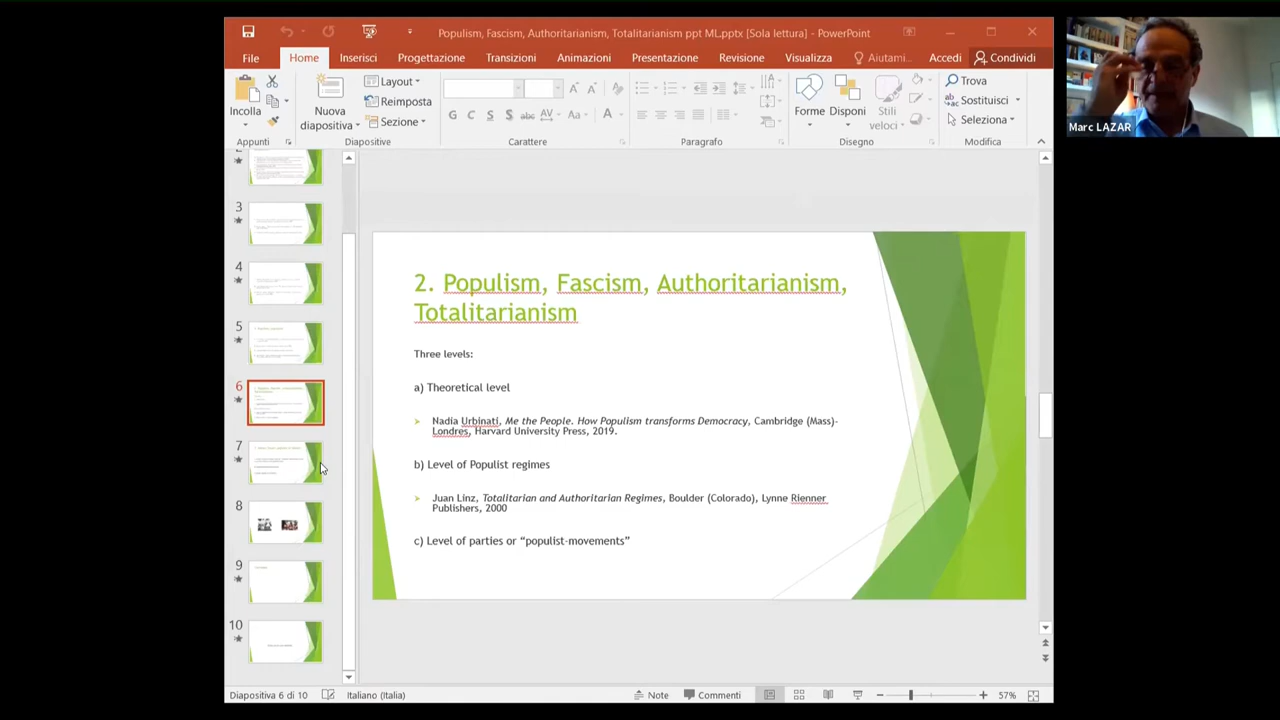 Populism, Fascism, Authoritarianism, Totalitarianism ppt ML.pptx [Sola lettura] - PowerPoint
File
Home
Inserisci
Progettazione
Transizioni
Animazioni
Presentazione
Revisione
Visualizza
Aiutami...
Accedi
Condividi
Incolla
Appunti
Nuova
diapositiva
Layout
Reimposta
Sezione
Diapositive
G C S S abc AV Aa A
Carattere
Paragrafo
Forme
Disponi
Stili
veloci
Disegno
Trova
Sostituisci
Seleziona
Modifica
Marc LAZAR
2
3
4
5
6
7
8
9
10
2. Populism, Fascism, Authoritarianism,
Totalitarianism
Three levels:
a) Theoretical level
Nadia Urbinati, Me the People. How Populism transforms Democracy, Cambridge (Mass)-
Londres, Harvard University Press, 2019.
b) Level of Populist regimes
Juan Linz, Totalitarian and Authoritarian Regimes, Boulder (Colorado), Lynne Rienner
Publishers, 2000
c) Level of parties or “populist-movements”
Diapositiva 6 di 10
Italiano (Italia)
Note
Commenti
57%